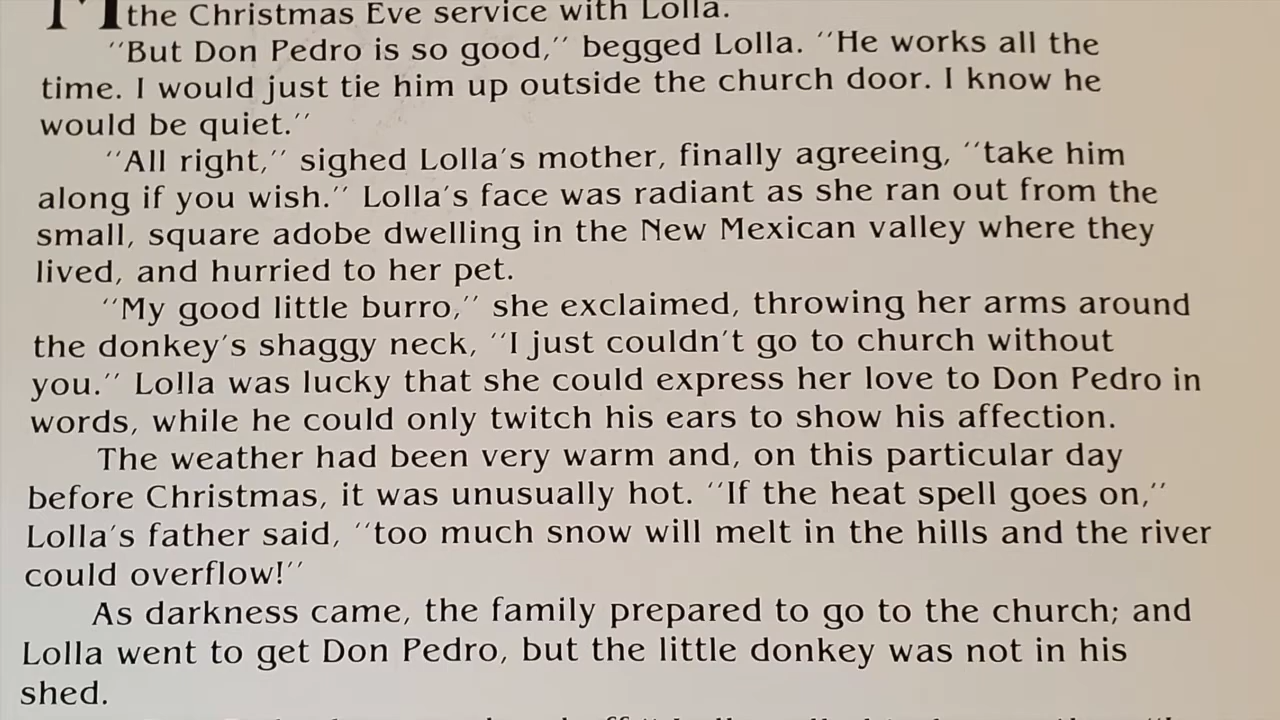 the Christmas Eve service with Lolla.
"But Don Pedro is so good," begged Lolla. "He works all the
time. I would just tie him up outside the church door. I know he
would be quiet."
"All right," sighed Lolla's mother, finally agreeing, "take him
along if you wish." Lolla's face was radiant as she ran out from the
small, square adobe dwelling in the New Mexican valley where they
lived, and hurried to her pet.
"My good little burro," she exclaimed, throwing her arms around
the donkey's shaggy neck, "I just couldn't go to church without
you." Lolla was lucky that she could express her love to Don Pedro in
words, while he could only twitch his ears to show his affection.
The weather had been very warm and, on this particular day
before Christmas, it was unusually hot. "If the heat spell goes on,"
Lolla's father said, "too much snow will melt in the hills and the river
could overflow!"
As darkness came, the family prepared to go to the church; and
Lolla went to get Don Pedro, but the little donkey was not in his
shed.